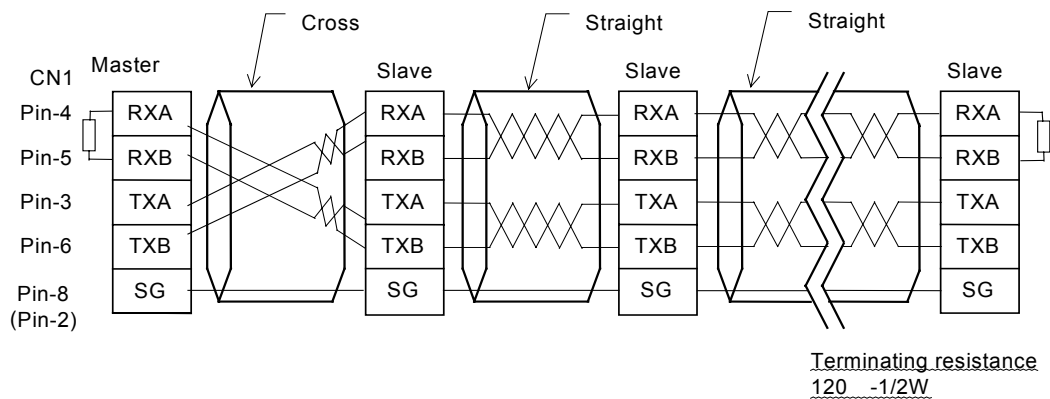 Cross
Straight
Straight
CN1
Master
Slave
Slave
Slave
Pin-4
RXA
RXA
RXA
RXA
Pin-5
RXB
RXB
RXB
RXB
Pin-3
TXA
TXA
TXA
TXA
Pin-6
TXB
TXB
TXB
TXB
Pin-8
(Pin-2)
SG
SG
SG
SG
Terminating resistance
120 -1/2W